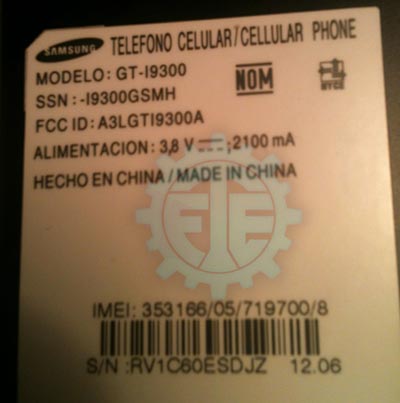 SAMSUNG TELEFONO CELULAR/CELLULAR PHONE
MODELO: GT-I9300
SSN : -I9300GSMH
NOM
NYCE
FCC ID: A3LGTI9300A
ALIMENTACION: 3,8 V ⎓ ; 2100 mA
HECHO EN CHINA / MADE IN CHINA
IMEI: 353166/05/719700/8
S/N :RV1C60ESDJZ 12.06